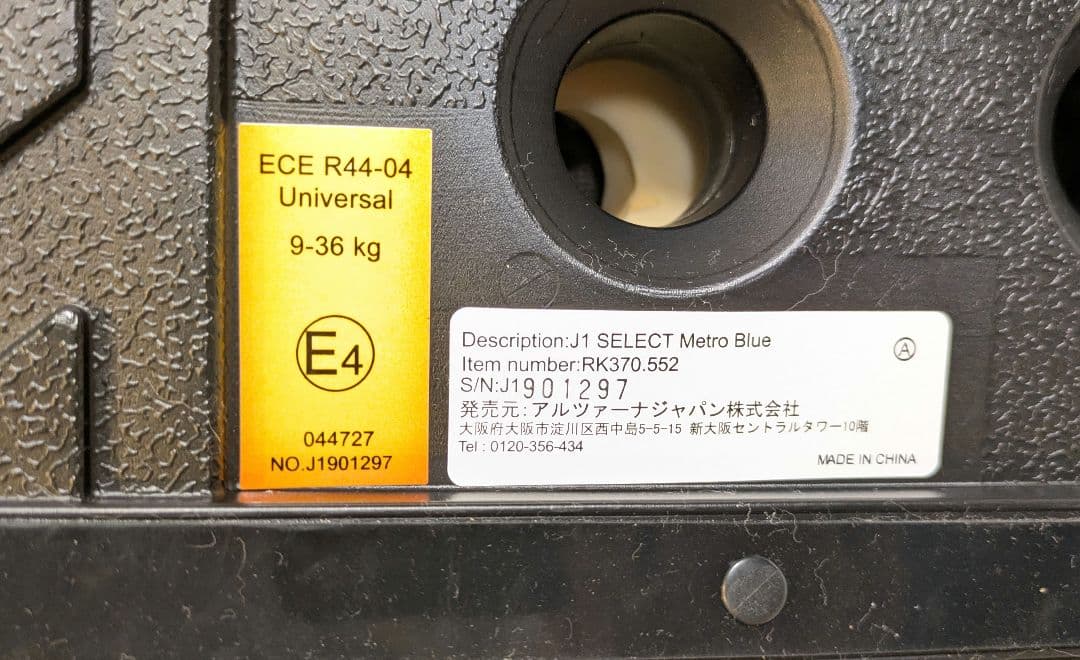 ECE R44-04
Universal
9-36 kg
E4
044727
NO.J1901297
Description:J1 SELECT Metro Blue
Item number:RK370.552
S/N:J1901297
発売元:アルツァーナジャパン株式会社
大阪府大阪市淀川区西中島5-5-15 新大阪セントラルタワー10階
Tel : 0120-356-434
A
MADE IN CHINA